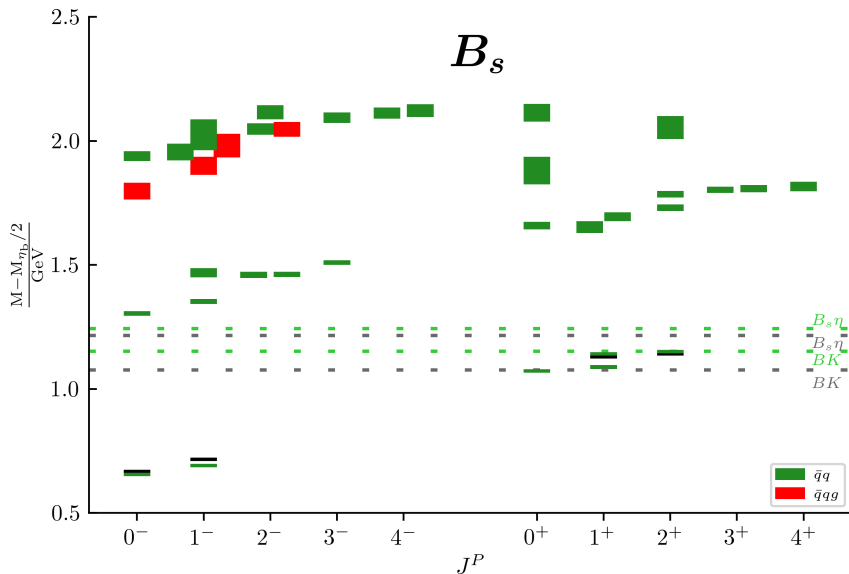 B_s
2.5
2.0
1.5
1.0
0.5
M−M_{η_b}/2
GeV
B_sη
B_sη
BK
BK
q̄q
q̄qg
0⁻ 1⁻ 2⁻ 3⁻ 4⁻ 0⁺ 1⁺ 2⁺ 3⁺ 4⁺
J^P